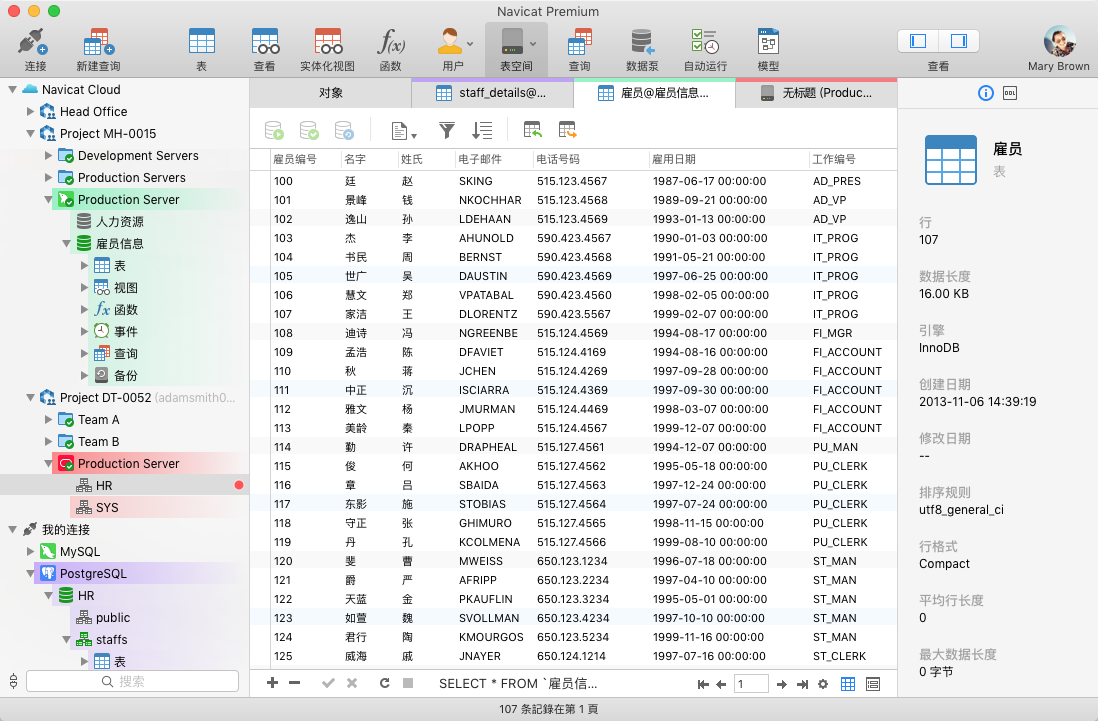 Navicat Premium
连接
新建查询
表
查看
实体化视图
f(x)
函数
用户
表空间
查询
数据泵
自动运行
模型
查看
Mary Brown
Navicat Cloud
Head Office
Project MH-0015
Development Servers
Production Servers
Production Server
人力资源
雇员信息
表
视图
fx
函数
事件
查询
备份
Project DT-0052 (adamsmith0...
Team A
Team B
Production Server
HR
SYS
我的连接
MySQL
PostgreSQL
HR
public
staffs
表
搜索
对象
staff_details@...
雇员@雇员信息...
无标题 (Produc...
雇员编号 名字 姓氏 电子邮件 电话号码 雇用日期 工作编号
100 廷 赵 SKING 515.123.4567 1987-06-17 00:00:00 AD_PRES
101 景峰 钱 NKOCHHAR 515.123.4568 1989-09-21 00:00:00 AD_VP
102 逸山 孙 LDEHAAN 515.123.4569 1993-01-13 00:00:00 AD_VP
103 杰 李 AHUNOLD 590.423.4567 1990-01-03 00:00:00 IT_PROG
104 书民 周 BERNST 590.423.4568 1991-05-21 00:00:00 IT_PROG
105 世广 吴 DAUSTIN 590.423.4569 1997-06-25 00:00:00 IT_PROG
106 慧文 郑 VPATABAL 590.423.4560 1998-02-05 00:00:00 IT_PROG
107 家洁 王 DLORENTZ 590.423.5567 1999-02-07 00:00:00 IT_PROG
108 迪诗 冯 NGREENBE 515.124.4569 1994-08-17 00:00:00 FI_MGR
109 孟浩 陈 DFAVIET 515.124.4169 1994-08-16 00:00:00 FI_ACCOUNT
110 秋 蒋 JCHEN 515.124.4269 1997-09-28 00:00:00 FI_ACCOUNT
111 中正 沉 ISCIARRA 515.124.4369 1997-09-30 00:00:00 FI_ACCOUNT
112 雅文 杨 JMURMAN 515.124.4469 1998-03-07 00:00:00 FI_ACCOUNT
113 美龄 秦 LPOPP 515.124.4567 1999-12-07 00:00:00 FI_ACCOUNT
114 勤 许 DRAPHEAL 515.127.4561 1994-12-07 00:00:00 PU_MAN
115 俊 何 AKHOO 515.127.4562 1995-05-18 00:00:00 PU_CLERK
116 章 吕 SBAIDA 515.127.4563 1997-12-24 00:00:00 PU_CLERK
117 东影 施 STOBIAS 515.127.4564 1997-07-24 00:00:00 PU_CLERK
118 守正 张 GHIMURO 515.127.4565 1998-11-15 00:00:00 PU_CLERK
119 丹 孔 KCOLMENA 515.127.4566 1999-08-10 00:00:00 PU_CLERK
120 斐 曹 MWEISS 650.123.1234 1996-07-18 00:00:00 ST_MAN
121 爵 严 AFRIPP 650.123.2234 1997-04-10 00:00:00 ST_MAN
122 天蓝 金 PKAUFLIN 650.123.3234 1995-05-01 00:00:00 ST_MAN
123 如萱 魏 SVOLLMAN 650.123.4234 1997-10-10 00:00:00 ST_MAN
124 君行 陶 KMOURGOS 650.123.5234 1999-11-16 00:00:00 ST_MAN
125 威海 戚 JNAYER 650.124.1214 1997-07-16 00:00:00 ST_CLERK
SELECT * FROM `雇员信...
1
DDL
雇员
表
行
107
数据长度
16.00 KB
引擎
InnoDB
创建日期
2013-11-06 14:39:19
修改日期
--
排序规则
utf8_general_ci
行格式
Compact
平均行长度
0
最大数据长度
0 字节
107 条記錄在第 1 頁